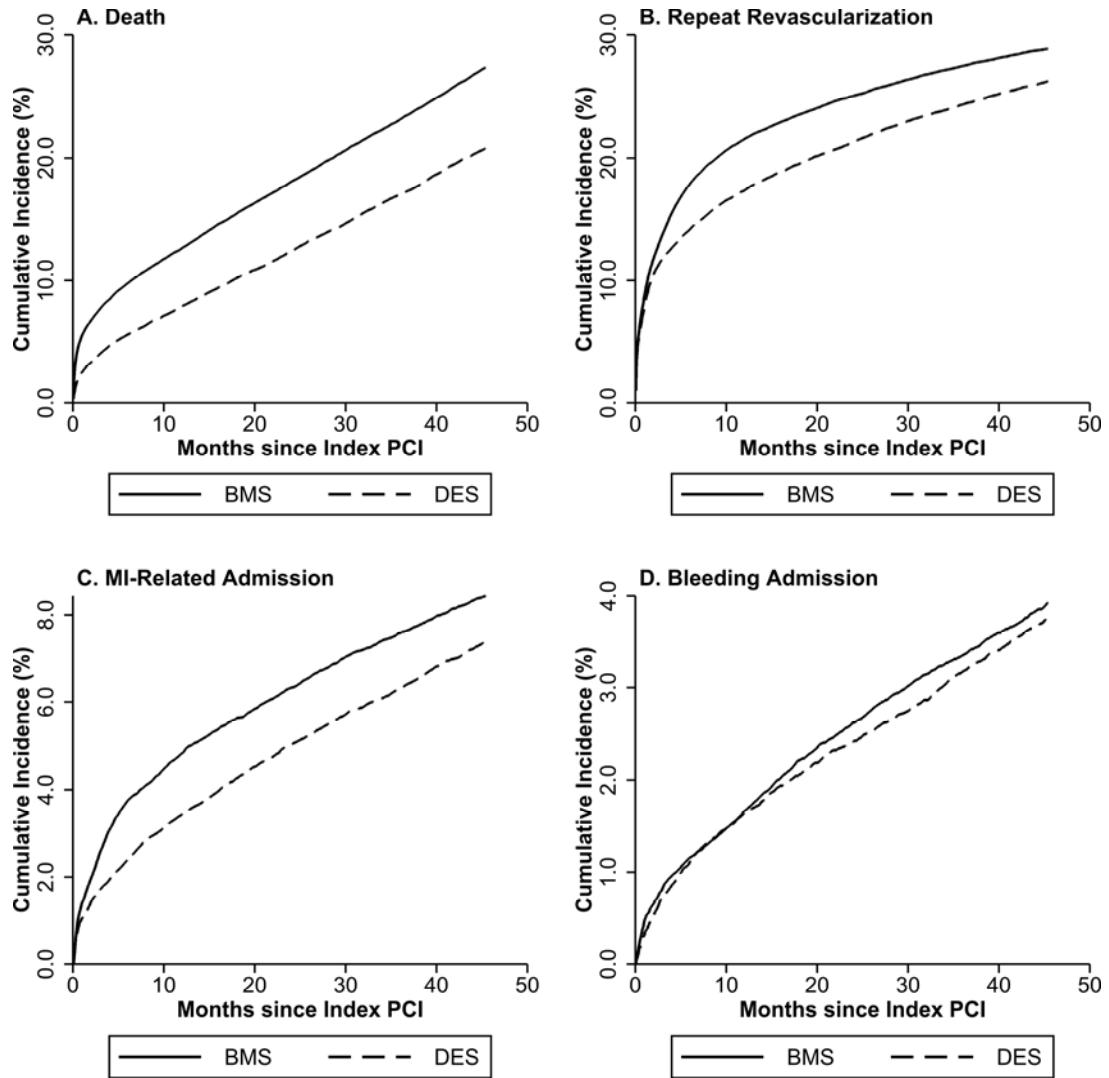 A. Death
Cumulative Incidence (%)
30.0
20.0
10.0
0.0
0 10 20 30 40 50
Months since Index PCI
BMS DES
B. Repeat Revascularization
Cumulative Incidence (%)
30.0
20.0
10.0
0.0
0 10 20 30 40 50
Months since Index PCI
BMS DES
C. MI-Related Admission
Cumulative Incidence (%)
8.0
6.0
4.0
2.0
0.0
0 10 20 30 40 50
Months since Index PCI
BMS DES
D. Bleeding Admission
Cumulative Incidence (%)
4.0
3.0
2.0
1.0
0.0
0 10 20 30 40 50
Months since Index PCI
BMS DES